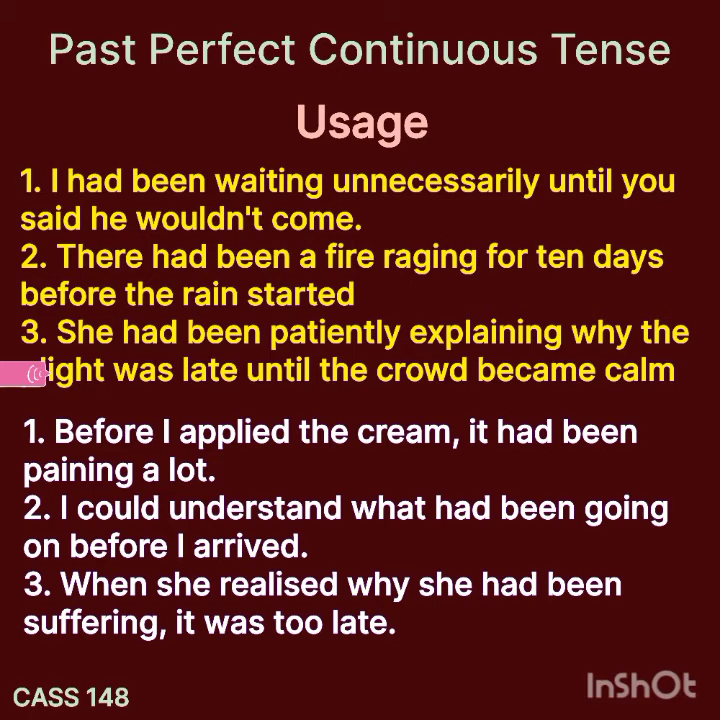 Past Perfect Continuous Tense
Usage
1. I had been waiting unnecessarily until you
said he wouldn't come.
2. There had been a fire raging for ten days
before the rain started
3. She had been patiently explaining why the
was late until the crowd became calm
1. Before I applied the cream, it had been
paining a lot.
2. I could understand what had been going
on before I arrived.
3. When she realised why she had been
suffering, it was too late.
CASS 148
InShOt